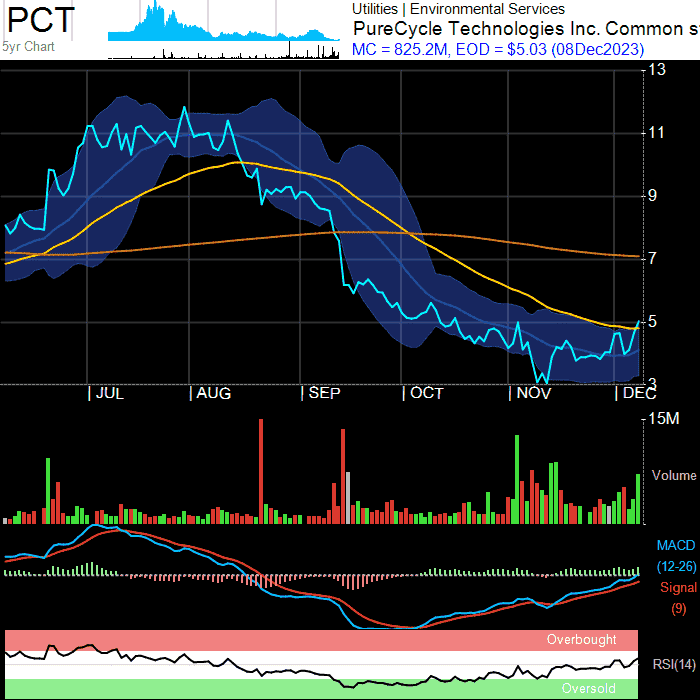 PCT
5yr Chart
Utilities | Environmental Services
PureCycle Technologies Inc. Common s
MC = 825.2M, EOD = $5.03 (08Dec2023)
13
11
9
7
5
3
JUL AUG SEP OCT NOV DEC
15M
Volume
MACD
(12-26)
Signal
(9)
Overbought
RSI(14)
Oversold